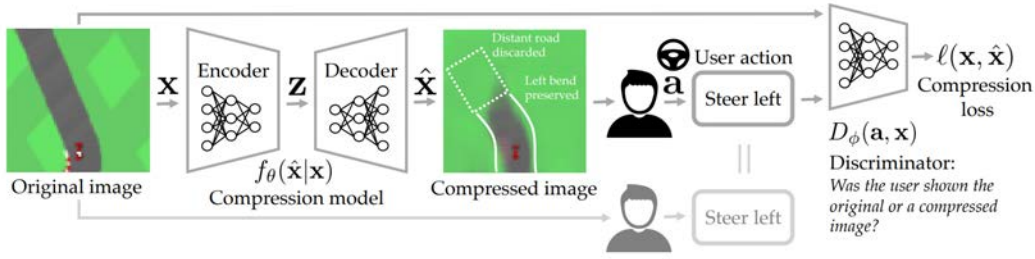 Original image
x
Encoder
z
Decoder
x̂
f_θ(x̂|x)
Compression model
Distant road
discarded
Left bend
preserved
Compressed image
a
User action
Steer left
Steer left
ℓ(x, x̂)
Compression
loss
D_ϕ(a, x)
Discriminator:
Was the user shown the
original or a compressed
image?